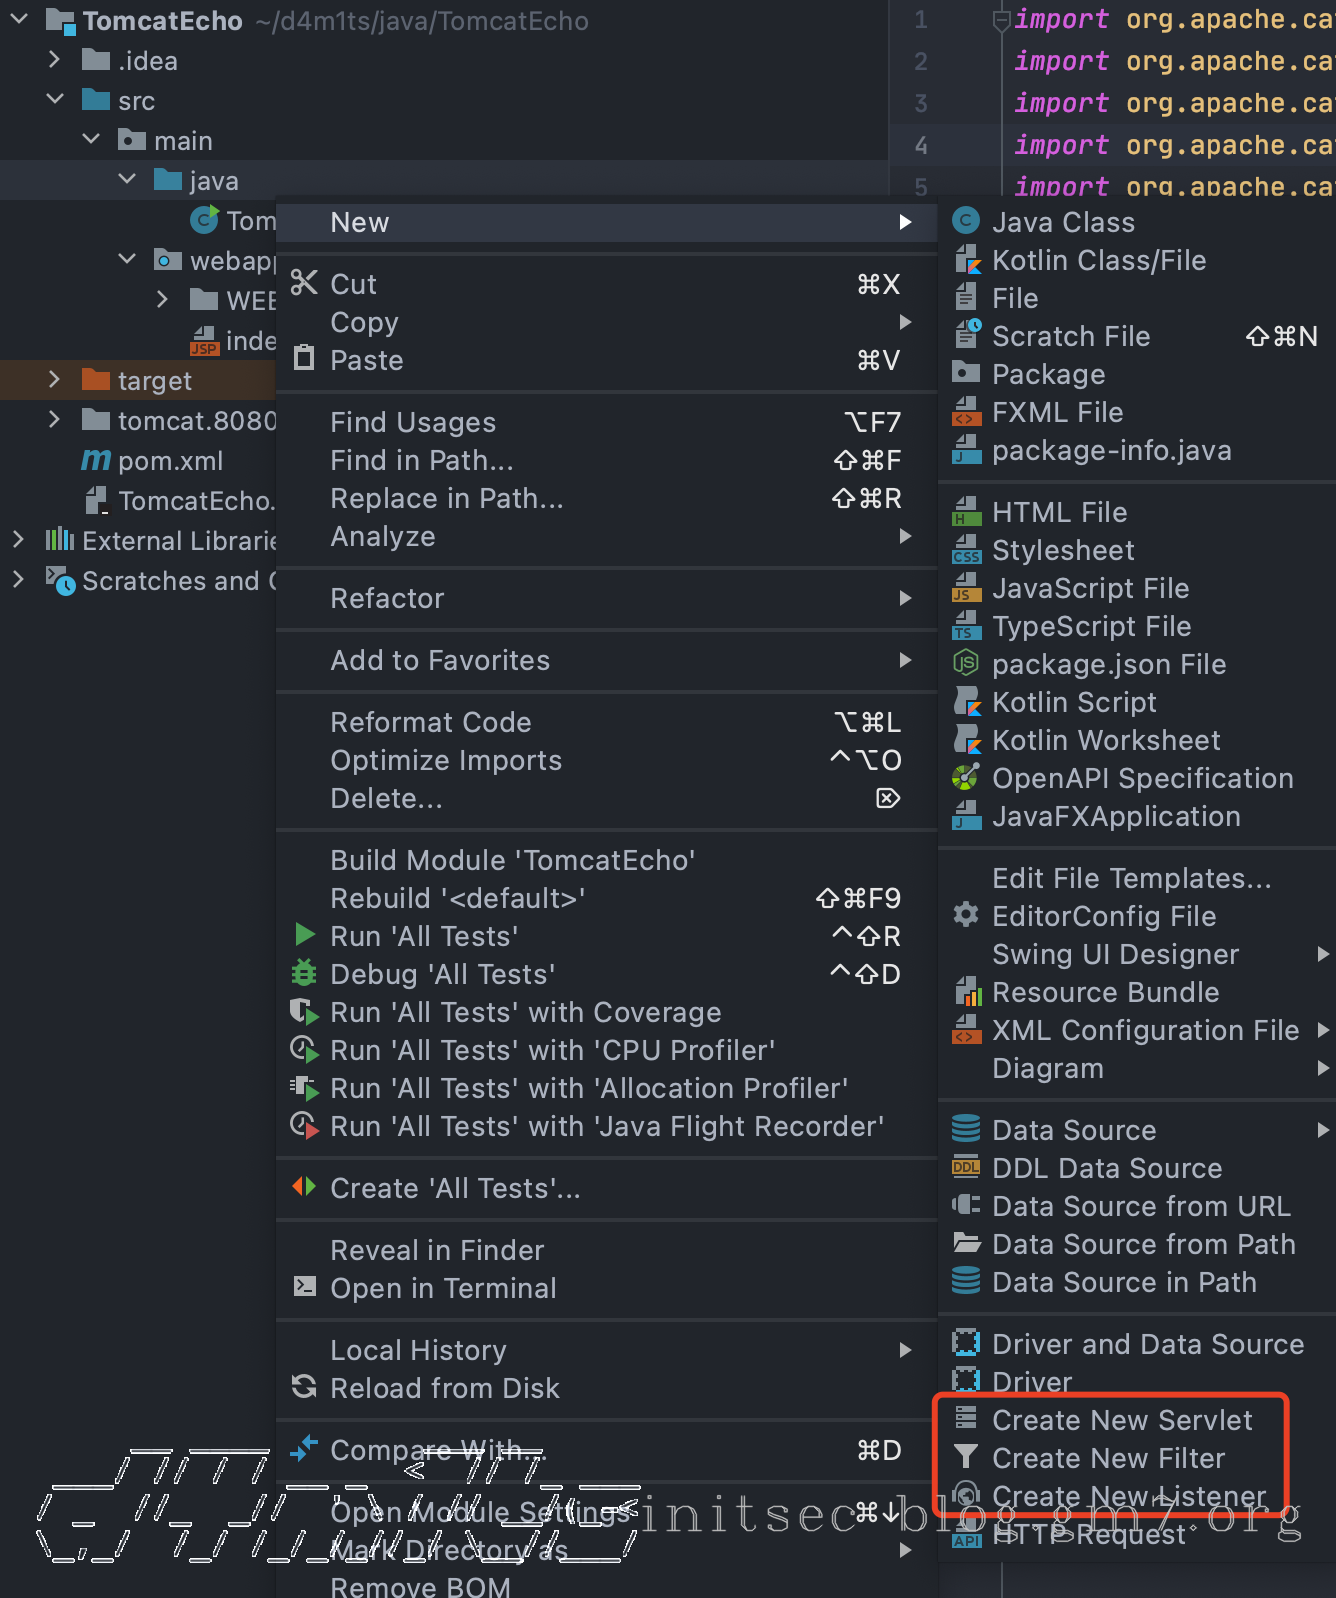 TomcatEcho ~/d4m1ts/java/TomcatEcho
.idea
src
main
java
Tom
webap
WEB
inde
target
tomcat.8080
pom.xml
TomcatEcho.
External Librarie
Scratches and
1 import org.apache.ca
2 import org.apache.ca
3 import org.apache.ca
4 import org.apache.ca
5 import org.apache.ca
New
Cut ⌘X
Copy
Paste ⌘V
Find Usages ⌥F7
Find in Path... ⇧⌘F
Replace in Path... ⇧⌘R
Analyze
Refactor
Add to Favorites
Reformat Code ⌥⌘L
Optimize Imports ^⌥O
Delete... ⌦
Build Module 'TomcatEcho'
Rebuild '<default>' ⇧⌘F9
Run 'All Tests' ^⇧R
Debug 'All Tests' ^⇧D
Run 'All Tests' with Coverage
Run 'All Tests' with 'CPU Profiler'
Run 'All Tests' with 'Allocation Profiler'
Run 'All Tests' with 'Java Flight Recorder'
Create 'All Tests'...
Reveal in Finder
Open in Terminal
Local History
Reload from Disk
Compare With... ⌘D
Open Module Settings ⌘↓
Mark Directory as
Remove BOM
Java Class
Kotlin Class/File
File
Scratch File ⇧⌘N
Package
FXML File
package-info.java
HTML File
Stylesheet
JavaScript File
TypeScript File
package.json File
Kotlin Script
Kotlin Worksheet
OpenAPI Specification
JavaFXApplication
Edit File Templates...
EditorConfig File
Swing UI Designer
Resource Bundle
XML Configuration File
Diagram
Data Source
DDL Data Source
Data Source from URL
Data Source from Path
Data Source in Path
Driver and Data Source
Driver
Create New Servlet
Create New Filter
Create New Listener
HTTP Request
initsec blog.gm7.org